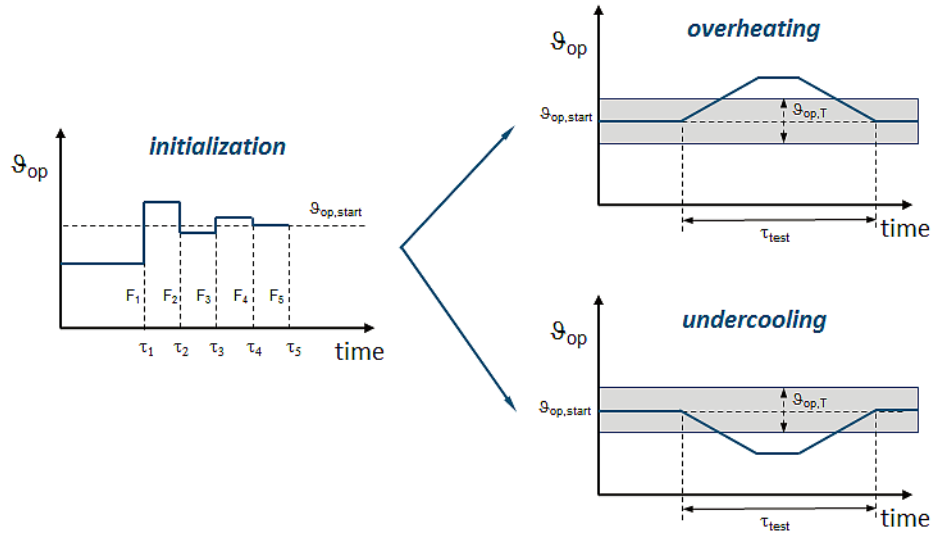 initialization
ϑop
ϑop,start
F1 F2 F3 F4 F5
τ1 τ2 τ3 τ4 τ5 time
overheating
ϑop
ϑop,start
ϑop,T
time
τtest
undercooling
ϑop
ϑop,start
ϑop,T
time
τtest